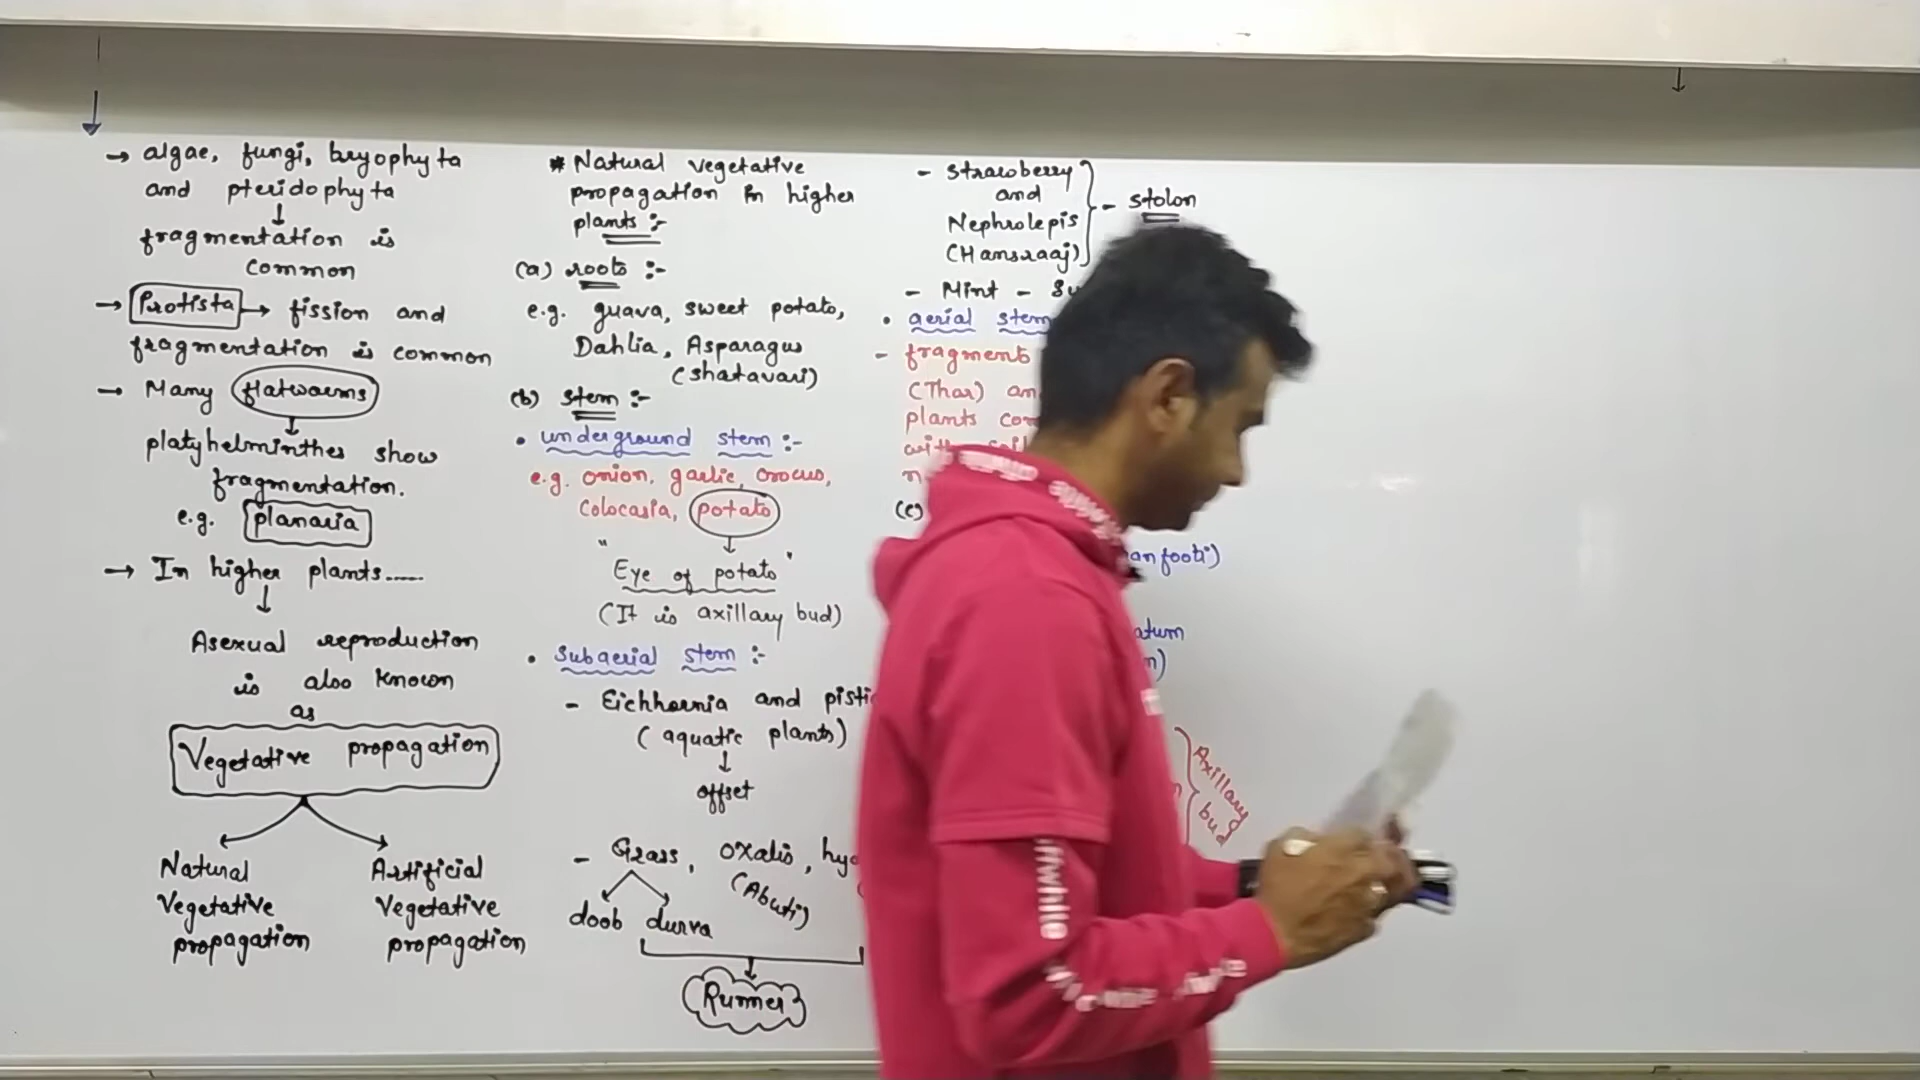 → algae, fungi, bryophyta
and pteridophyta
↓
fragmentation is
common
→ Protista → fission and
fragmentation is common
→ Many flatworms
↓
platyhelminthes show
fragmentation.
e.g. planaria
→ In higher plants.....
↓
Asexual reproduction
is also known
as
Vegetative propagation
Natural
Vegetative
propagation
Artificial
Vegetative
propagation
* Natural vegetative
propagation in higher
plants :-
(a) roots :-
e.g. guava, sweet potato,
Dahlia, Asparagus
(shatavari)
(b) stem :-
• underground stem :-
e.g. onion, garlic, crocus,
Colocasia, potato
↓
"Eye of potato"
(It is axillary bud)
• Subaerial stem :-
- Eichhornia and pisti
(aquatic plants)
↓
offset
- Grass, oxalis, hyd
(Abuti)
doob durva
Runner
- Strawberry
and
Nephrolepis
(Hansraaj)
- stolon
- Mint - Su
• aerial stem
- fragment
(Thar) an
plants com
(c)
Axillary
bud